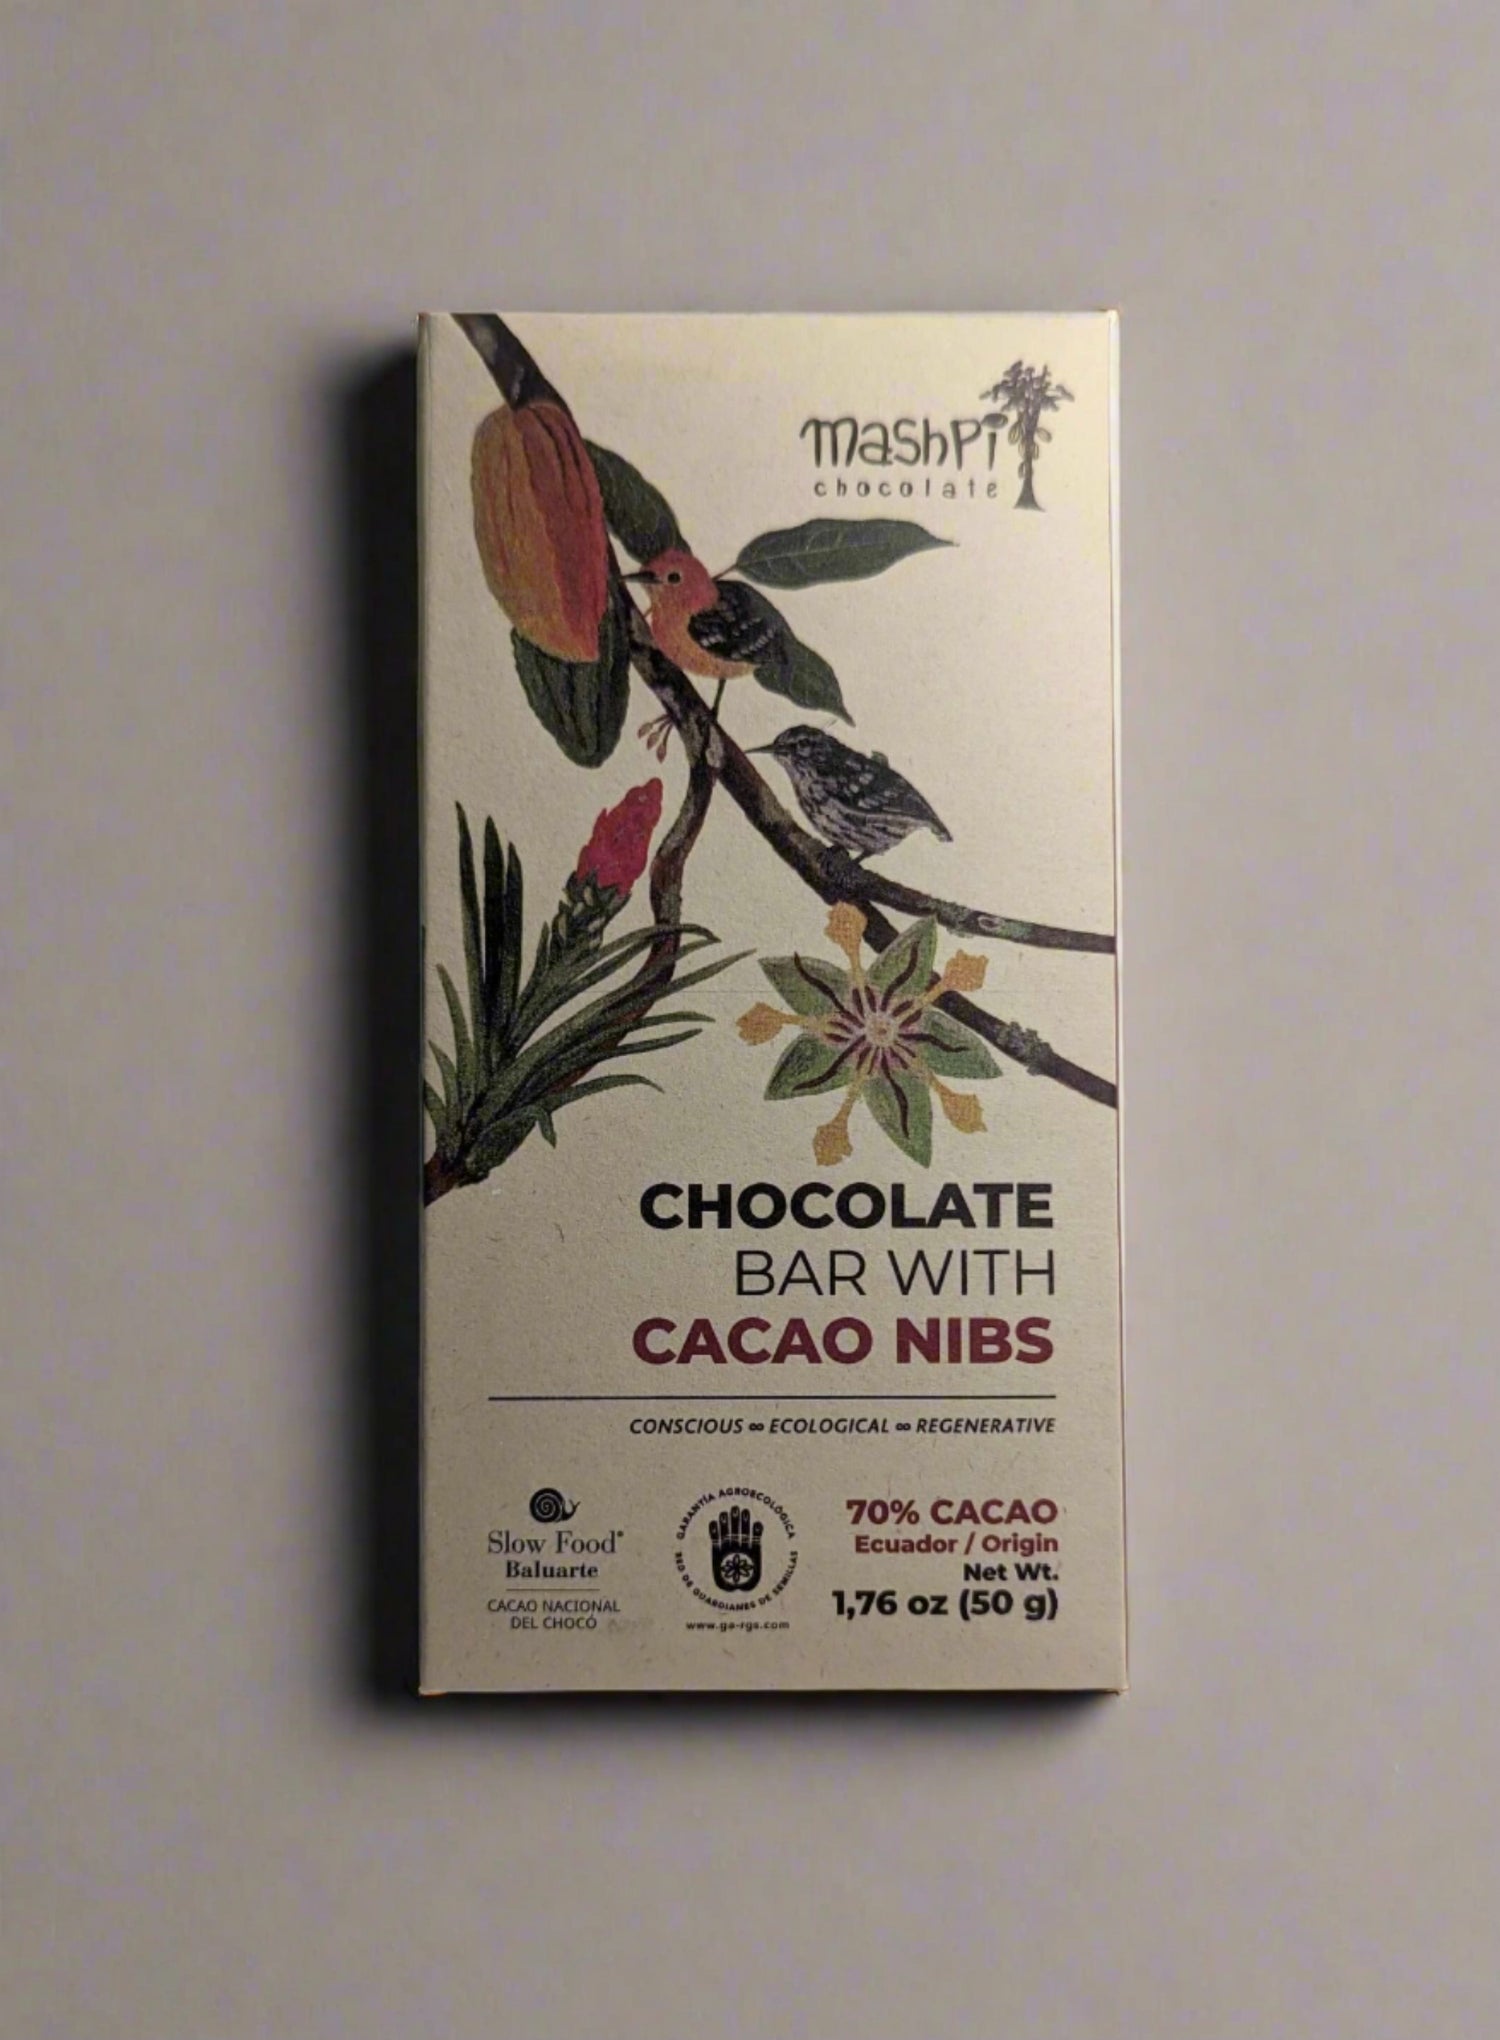 mashpi
chocolate
CHOCOLATE
BAR WITH
CACAO NIBS
CONSCIOUS ∞ ECOLOGICAL ∞ REGENERATIVE
Slow Food®
Baluarte
CACAO NACIONAL
DEL CHOCÓ
GARANTÍA AGROECOLÓGICA
RED DE GUARDIANES DE SEMILLAS
www.ga-rgs.com
70% CACAO
Ecuador / Origin
Net Wt.
1,76 oz (50 g)